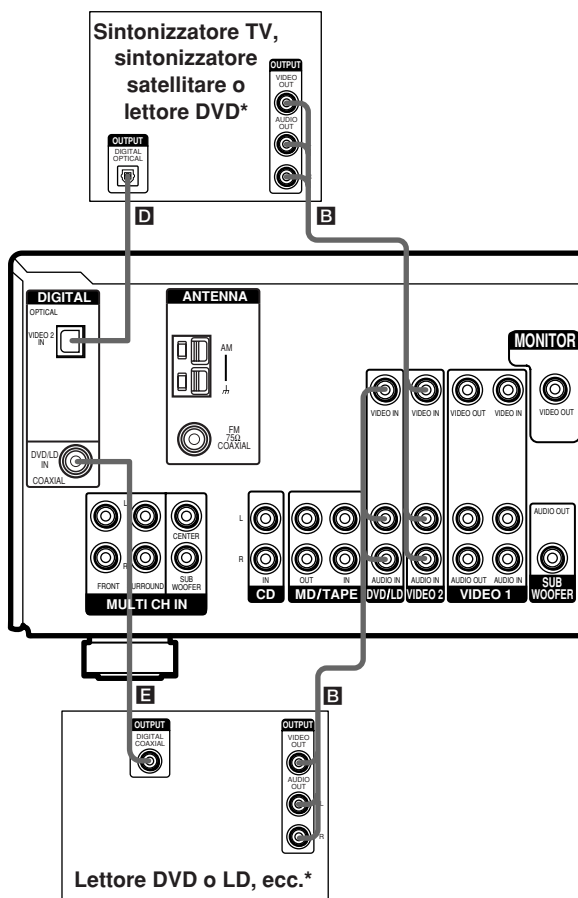 Sintonizzatore TV,
sintonizzatore
satellitare o
lettore DVD*
OUTPUT
VIDEO
OUT
AUDIO
OUT
OUTPUT
DIGITAL
OPTICAL
D
B
DIGITAL
OPTICAL
VIDEO 2
IN
DVD/LD
IN
COAXIAL
ANTENNA
AM
FM
75Ω
COAXIAL
MONITOR
VIDEO OUT
VIDEO IN
VIDEO IN
VIDEO OUT
VIDEO IN
L
R
CENTER
FRONT
SURROUND
SUB
WOOFER
MULTI CH IN
L
R
IN
OUT
IN
AUDIO IN
AUDIO IN
AUDIO OUT
AUDIO IN
CD
MD/TAPE
DVD/LD
VIDEO 2
VIDEO 1
AUDIO OUT
SUB
WOOFER
E
B
OUTPUT
DIGITAL
COAXIAL
OUTPUT
VIDEO
OUT
AUDIO
OUT
L
R
Lettore DVD o LD, ecc.*